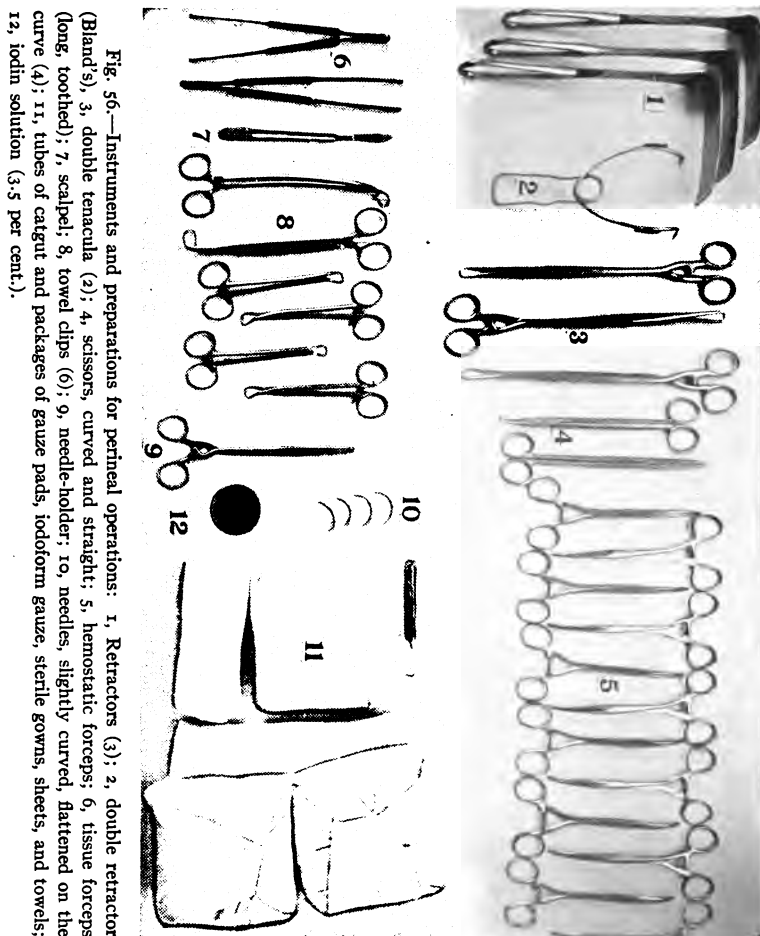 1
2
3
4
5
6
7
8
9
10
11
12
Fig. 56.—Instruments and preparations for perineal operations: 1, Retractors (3); 2, double retractor
(Bland's), 3, double tenacula (2); 4, scissors, curved and straight; 5, hemostatic forceps; 6, tissue forceps
(long, toothed); 7, scalpel; 8, towel clips (6); 9, needle-holder; 10, needles, slightly curved, flattened on the
curve (4); 11, tubes of catgut and packages of gauze pads, iodoform gauze, sterile gowns, sheets, and towels;
12, iodin solution (3.5 per cent.).